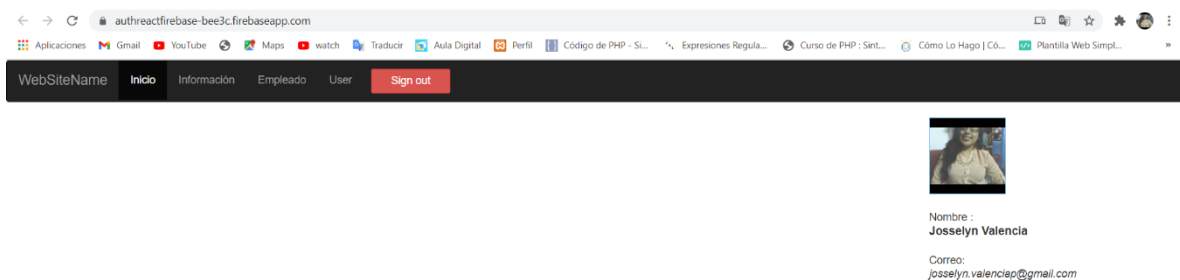 authreactfirebase-bee3c.firebaseapp.com
Aplicaciones Gmail YouTube Maps watch Traducir Aula Digital Perfil Código de PHP - Si... Expresiones Regula... Curso de PHP : Sint... Cómo Lo Hago | Có... Plantilla Web Simpl... »
WebSiteName Inicio Información Empleado User Sign out
Nombre :
Josselyn Valencia
Correo:
josselyn.valenciap@gmail.com